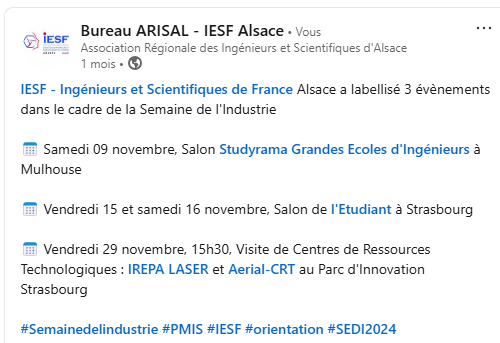 iESF
Bureau ARISAL - IESF Alsace • Vous
Association Régionale des Ingénieurs et Scientifiques d'Alsace
1 mois •
IESF - Ingénieurs et Scientifiques de France Alsace a labellisé 3 évènements
dans le cadre de la Semaine de l'Industrie
Samedi 09 novembre, Salon Studyrama Grandes Ecoles d'Ingénieurs à
Mulhouse
Vendredi 15 et samedi 16 novembre, Salon de l'Etudiant à Strasbourg
Vendredi 29 novembre, 15h30, Visite de Centres de Ressources
Technologiques : IREPA LASER et Aerial-CRT au Parc d'Innovation
Strasbourg
#Semainedelindustrie #PMIS #IESF #orientation #SEDI2024